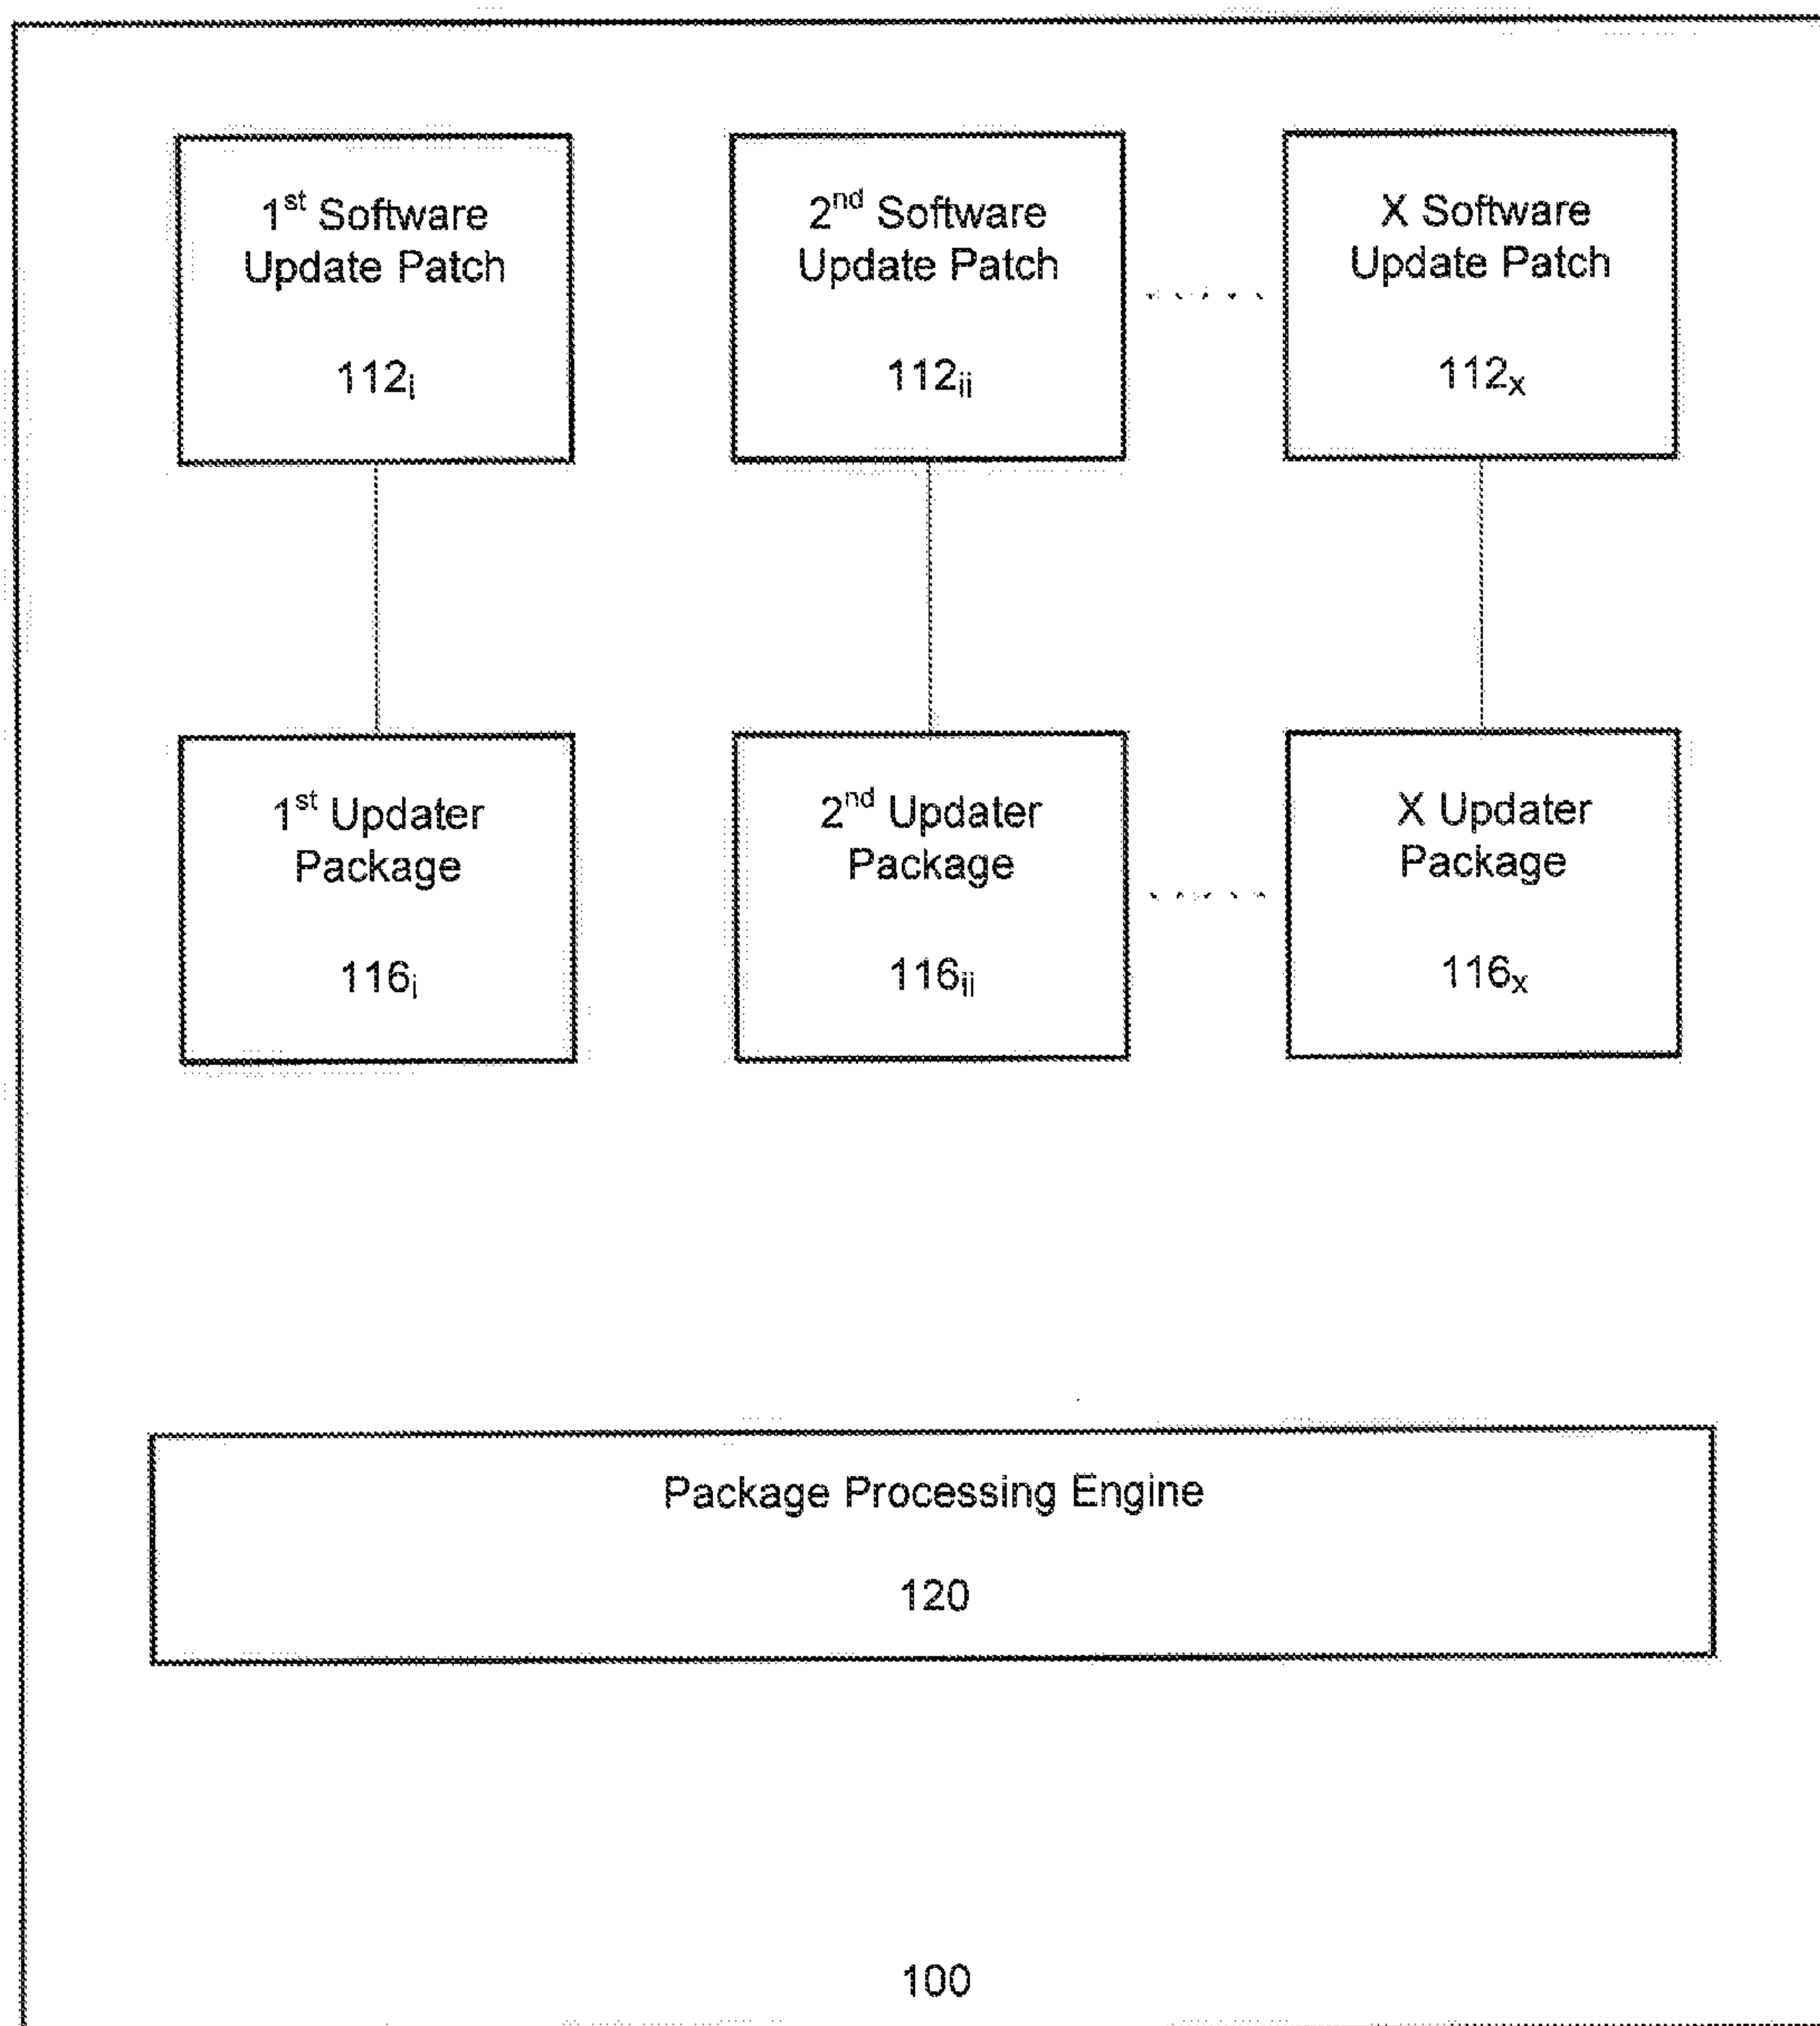 1st Software
Update Patch
112i
2nd Software
Update Patch
112ii
X Software
Update Patch
112X
1st Updater
Package
116i
2nd Updater
Package
116ii
X Updater
Package
116X
Package Processing Engine
120
100